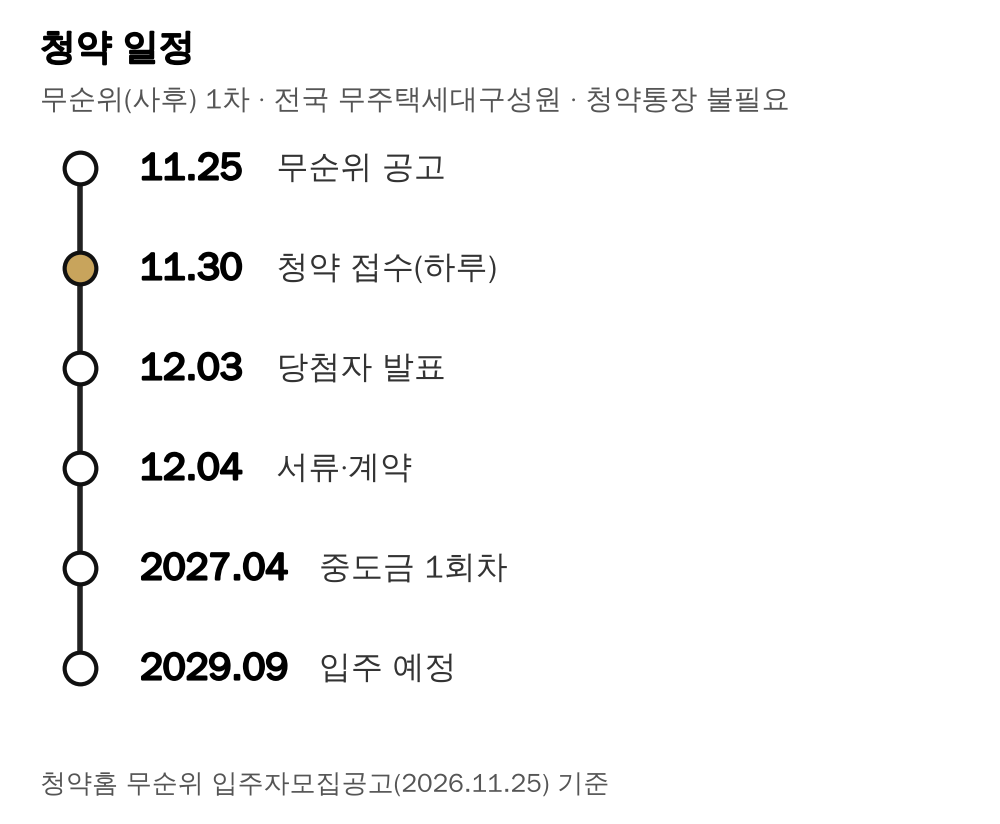 청약 일정
무순위(사후) 1차 · 전국 무주택세대구성원 · 청약통장 불필요
11.25 무순위 공고
11.30 청약 접수(하루)
12.03 당첨자 발표
12.04 서류·계약
2027.04 중도금 1회차
2029.09 입주 예정
청약홈 무순위 입주자모집공고(2026.11.25) 기준